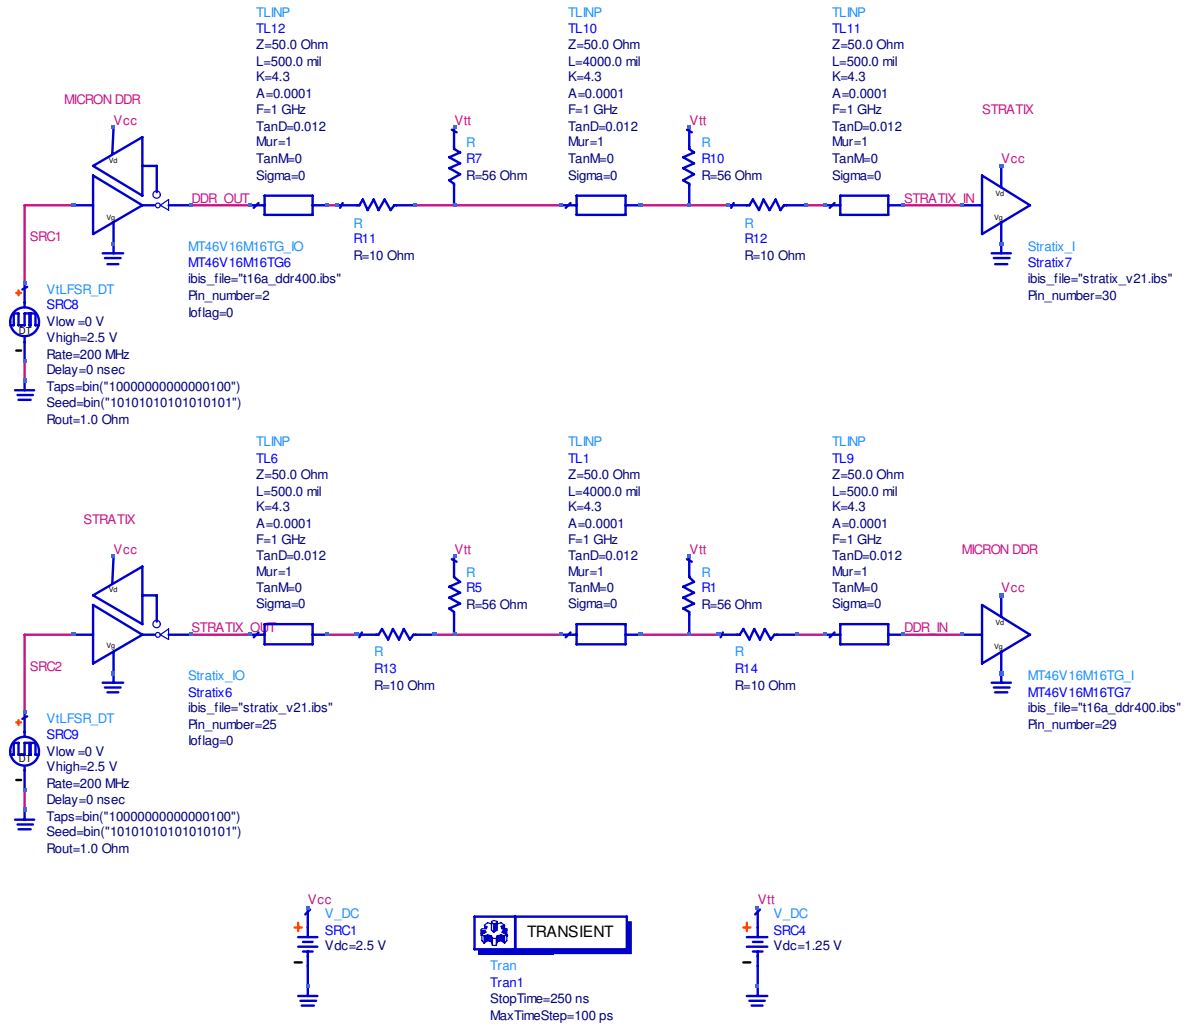 TLINP
TL12
Z=50.0 Ohm
L=500.0 mil
K=4.3
A=0.0001
F=1 GHz
TanD=0.012
Mur=1
TanM=0
Sigma=0
TLINP
TL10
Z=50.0 Ohm
L=4000.0 mil
K=4.3
A=0.0001
F=1 GHz
TanD=0.012
Mur=1
TanM=0
Sigma=0
TLINP
TL11
Z=50.0 Ohm
L=500.0 mil
K=4.3
A=0.0001
F=1 GHz
TanD=0.012
Mur=1
TanM=0
Sigma=0
MICRON DDR
Vcc
Vd
Vg
DDR_OUT
SRC1
MT46V16M16TG_IO
MT46V16M16TG6
ibis_file="t16a_ddr400.ibs"
Pin_number=2
Ioflag=0
R
R11
R=10 Ohm
Vtt
R
R7
R=56 Ohm
Vtt
R
R10
R=56 Ohm
R
R12
R=10 Ohm
STRATIX
Vcc
Vd
Vg
STRATIX_IN
Stratix_I
Stratix7
ibis_file="stratix_v21.ibs"
Pin_number=30
VtLFSR_DT
SRC8
Vlow=0 V
Vhigh=2.5 V
Rate=200 MHz
Delay=0 nsec
Taps=bin("10000000000000100")
Seed=bin("10101010101010101")
Rout=1.0 Ohm
DT
TLINP
TL6
Z=50.0 Ohm
L=500.0 mil
K=4.3
A=0.0001
F=1 GHz
TanD=0.012
Mur=1
TanM=0
Sigma=0
TLINP
TL1
Z=50.0 Ohm
L=4000.0 mil
K=4.3
A=0.0001
F=1 GHz
TanD=0.012
Mur=1
TanM=0
Sigma=0
TLINP
TL9
Z=50.0 Ohm
L=500.0 mil
K=4.3
A=0.0001
F=1 GHz
TanD=0.012
Mur=1
TanM=0
Sigma=0
STRATIX
Vcc
Vd
Vg
STRATIX_OUT
SRC2
Stratix_IO
Stratix6
ibis_file="stratix_v21.ibs"
Pin_number=25
Ioflag=0
R
R13
R=10 Ohm
Vtt
R
R5
R=56 Ohm
Vtt
R
R1
R=56 Ohm
R
R14
R=10 Ohm
MICRON DDR
Vcc
Vd
Vg
DDR_IN
MT46V16M16TG_I
MT46V16M16TG7
ibis_file="t16a_ddr400.ibs"
Pin_number=29
VtLFSR_DT
SRC9
Vlow=0 V
Vhigh=2.5 V
Rate=200 MHz
Delay=0 nsec
Taps=bin("10000000000000100")
Seed=bin("10101010101010101")
Rout=1.0 Ohm
DT
Vcc
V_DC
SRC1
Vdc=2.5 V
TRANSIENT
Tran
Tran1
StopTime=250 ns
MaxTimeStep=100 ps
Vtt
V_DC
SRC4
Vdc=1.25 V